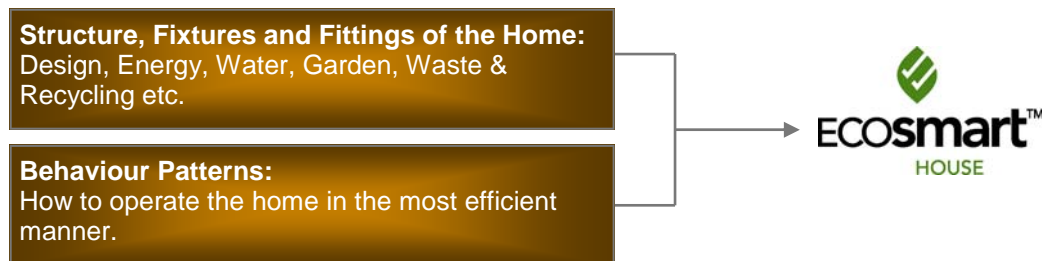 Structure, Fixtures and Fittings of the Home:
Design, Energy, Water, Garden, Waste &
Recycling etc.
Behaviour Patterns:
How to operate the home in the most efficient
manner.
ECOsmart™
HOUSE